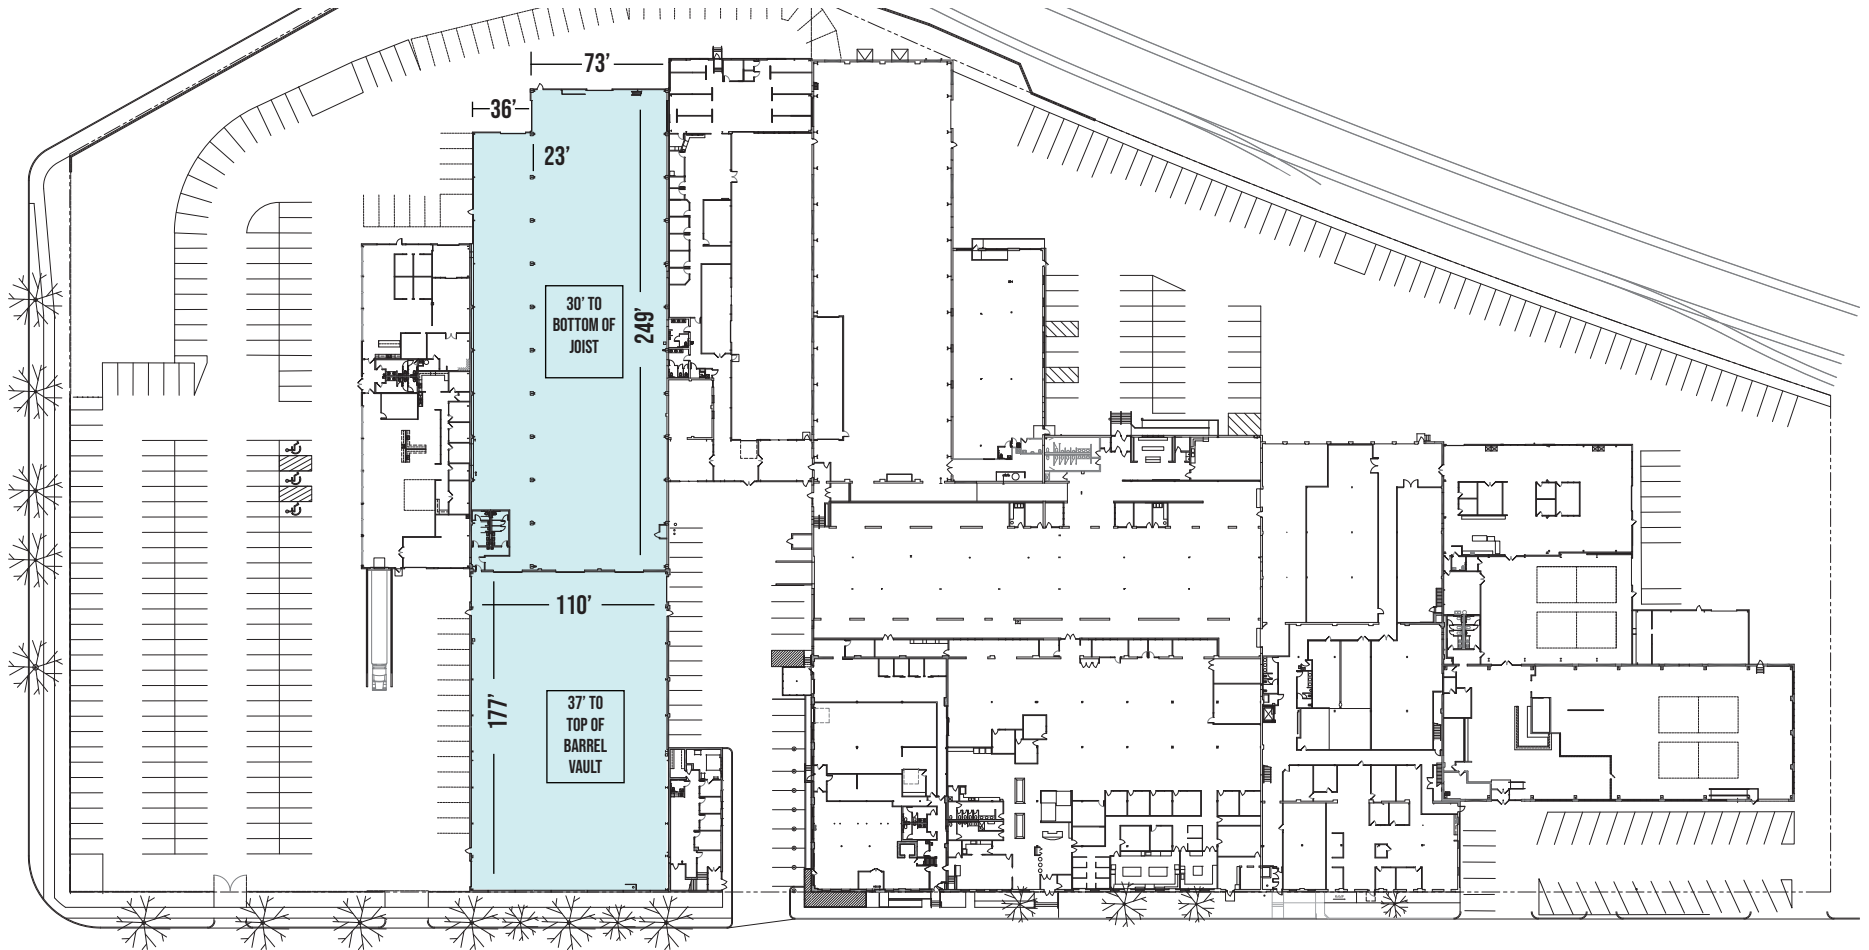 73’
36’
23’
30’ TO
BOTTOM OF
JOIST
249’
110’
177’
37’ TO
TOP OF
BARREL
VAULT